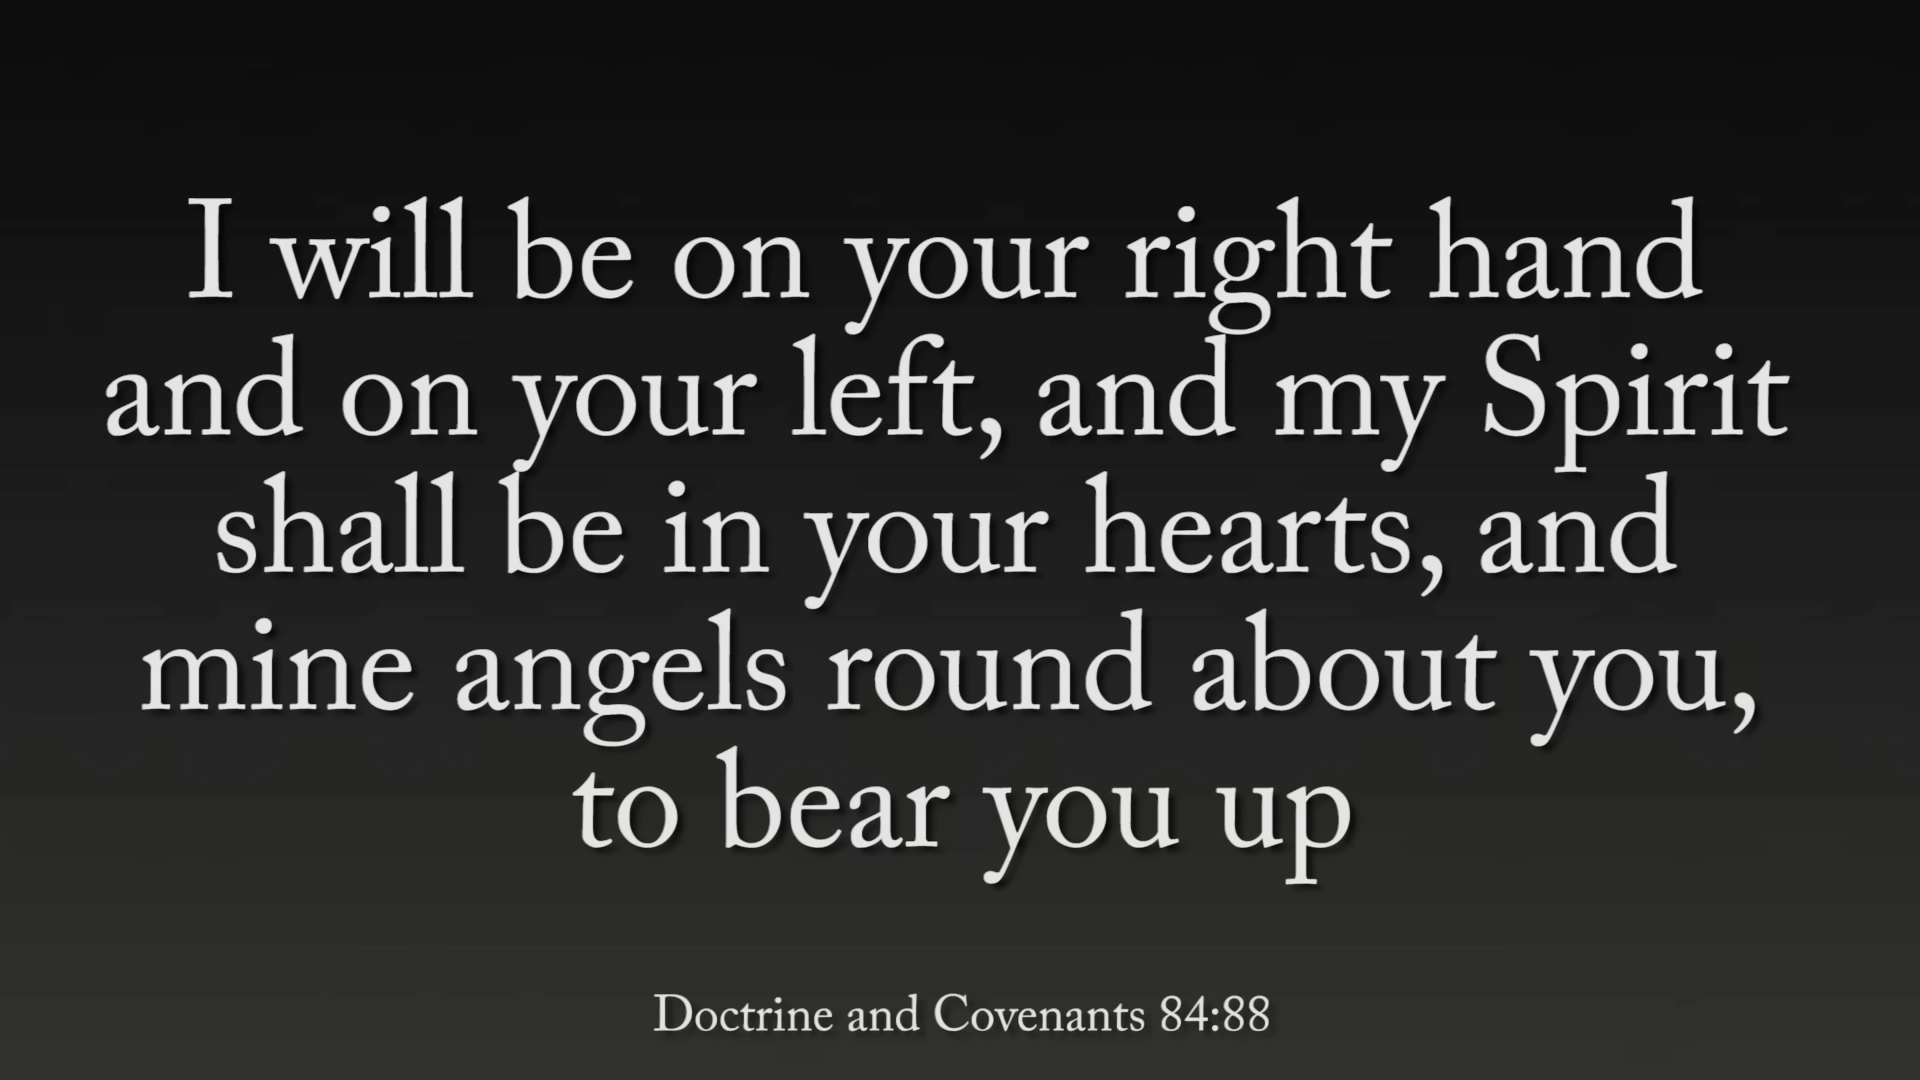 I will be on your right hand
and on your left, and my Spirit
shall be in your hearts, and
mine angels round about you,
to bear you up
Doctrine and Covenants 84:88